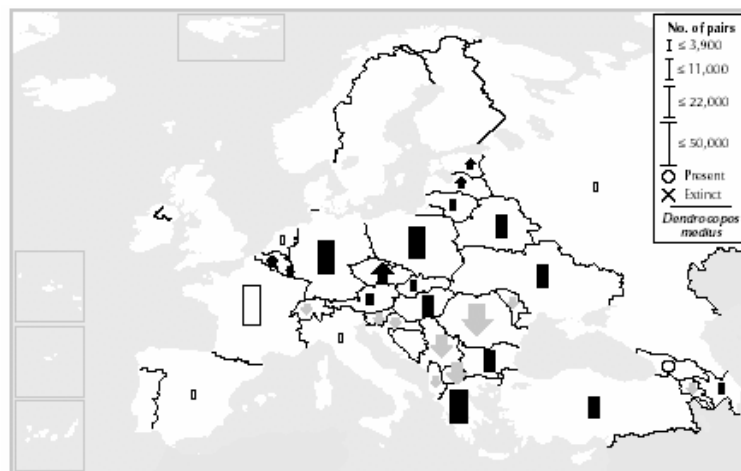 No. of pairs
≤ 3,900
≤ 11,000
≤ 22,000
≤ 50,000
Present
Extinct
Dendrocopos
medius